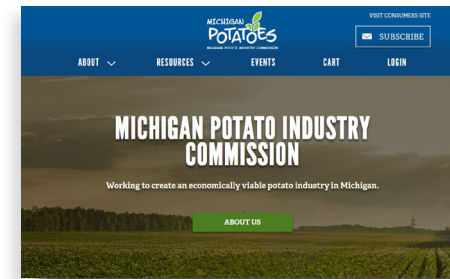 VISIT CONSUMERS SITE
MICHIGAN
POTATOES
MICHIGAN POTATO INDUSTRY COMMISSION
SUBSCRIBE
ABOUT RESOURCES EVENTS CART LOGIN
MICHIGAN POTATO INDUSTRY
COMMISSION
Working to create an economically viable potato industry in Michigan.
ABOUT US